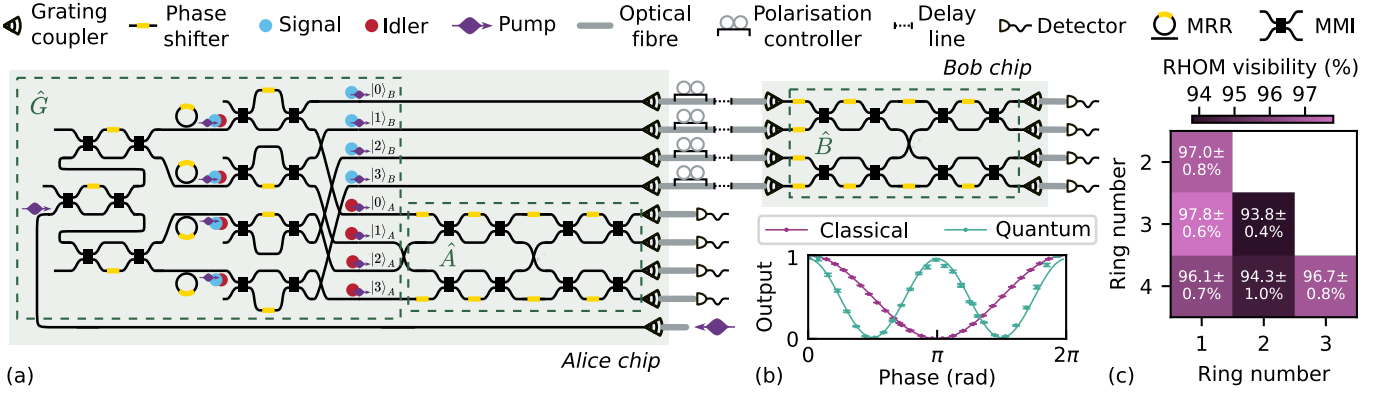 Grating coupler
Phase shifter
Signal
Idler
Pump
Optical fibre
Polarisation controller
Delay line
Detector
MRR
MMI
Ĝ
|0⟩B
|1⟩B
|2⟩B
|3⟩B
|0⟩A
|1⟩A
|2⟩A
|3⟩A
Â
Alice chip
(a)
Bob chip
B̂
Classical
Quantum
Output
1
0
0
π
2π
Phase (rad)
(b)
RHOM visibility (%)
94 95 96 97
Ring number
2
3
4
97.0±
0.8%
97.8±
0.6%
93.8±
0.4%
96.1±
0.7%
94.3±
1.0%
96.7±
0.8%
1 2 3
Ring number
(c)